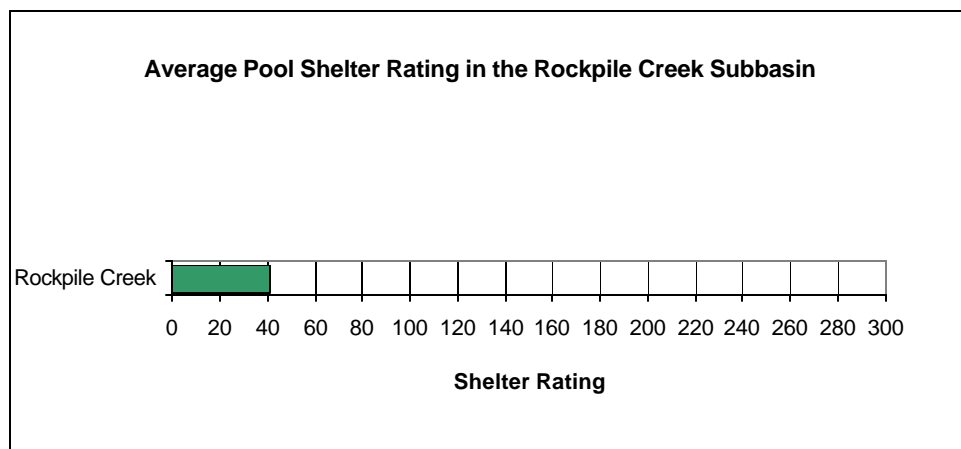 Average Pool Shelter Rating in the Rockpile Creek Subbasin
Rockpile Creek
0 20 40 60 80 100 120 140 160 180 200 220 240 260 280 300
Shelter Rating